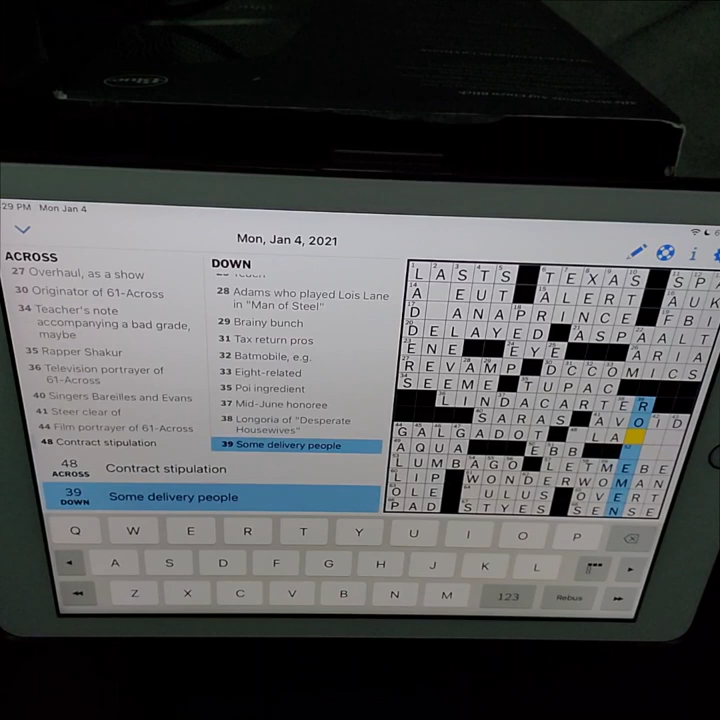 29 PM Mon Jan 4
Mon, Jan 4, 2021
ACROSS
27 Overhaul, as a show
30 Originator of 61-Across
34 Teacher's note
accompanying a bad grade,
maybe
35 Rapper Shakur
36 Television portrayer of
61-Across
40 Singers Bareilles and Evans
41 Steer clear of
44 Film portrayer of 61-Across
48 Contract stipulation
48
ACROSS
Contract stipulation
DOWN
28 Adams who played Lois Lane
in "Man of Steel"
29 Brainy bunch
31 Tax return pros
32 Batmobile, e.g.
33 Eight-related
35 Poi ingredient
37 Mid-June honoree
38 Longoria of "Desperate
Housewives"
39 Some delivery people
39
DOWN
Some delivery people
LASTS TEXAS SPA
A EUT ALERT AUK
D ANAPRINCE FBI
DELAYED ASPAALT
ENE EYE ARIA
REVAMP DCCOMICS
SEEME TUPAC
LINDACARTER
SARAS AVOID
GALGADOT LA
AQUA EBB
LUMBAGO LETMEBE
LIP WONDERWOMAN
OLE ULUS OVERT
PAD STYES SENSE
Q W E R T Y U I O P
A S D F G H J K L
Z X C V B N M 123 Rebus